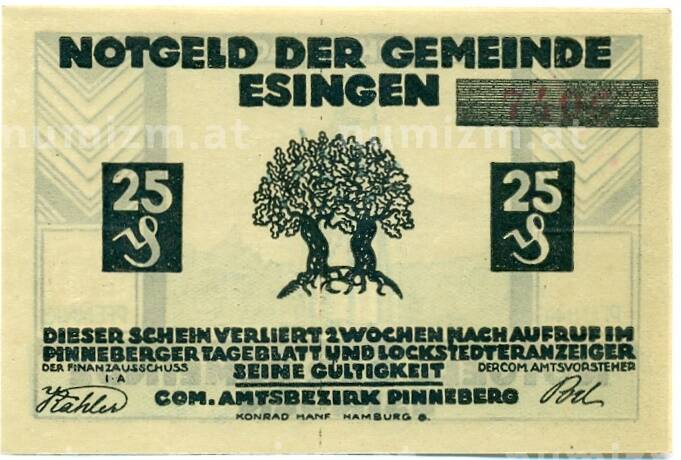 NOTGELD DER GEMEINDE
ESINGEN
numizm.at numizm.at
25 25
DIESER SCHEIN VERLIERT 2 WOCHEN NACH AUFRUF IM
PINNEBERGER TAGEBLATT UND LOCKSTEDTER ANZEIGER
SEINE GÜLTIGKEIT
DER FINANZAUSSCHUSS
I·A
DER COM. AMTSVORSTEHER
COM. AMTSBEZIRK PINNEBERG
Kähler
KONRAD HANF HAMBURG 8.